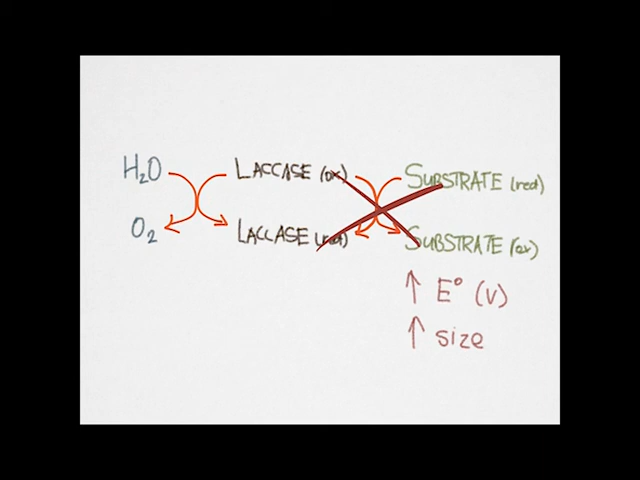 H₂O LACCASE (ox) SUBSTRATE (red)
O₂ LACCASE (red) SUBSTRATE (ox)
↑ E° (V)
↑ size